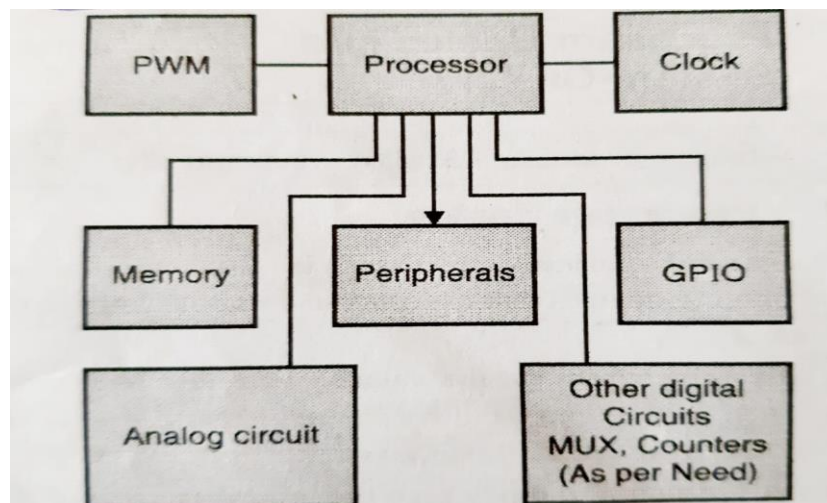 PWM
Processor
Clock
Memory
Peripherals
GPIO
Analog circuit
Other digital
Circuits
MUX, Counters
(As per Need)